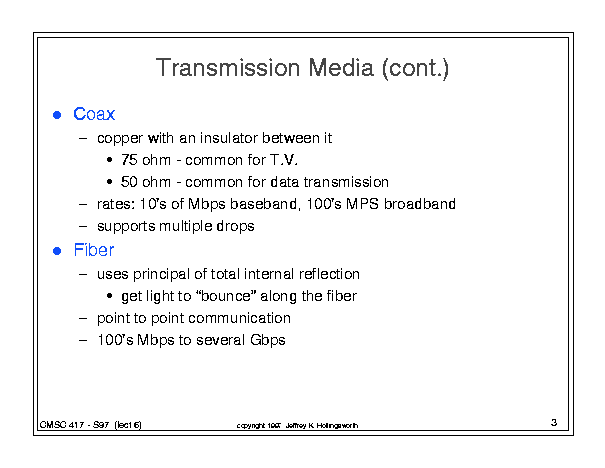 Transmission Media (cont.)
● Coax
– copper with an insulator between it
• 75 ohm - common for T.V.
• 50 ohm - common for data transmission
– rates: 10's of Mbps baseband, 100's MPS broadband
– supports multiple drops
● Fiber
– uses principal of total internal reflection
• get light to “bounce” along the fiber
– point to point communication
– 100's Mbps to several Gbps
CMSC 417 - S97 (lec16)
copyright 1997 Jeffrey K. Hollingsworth
3